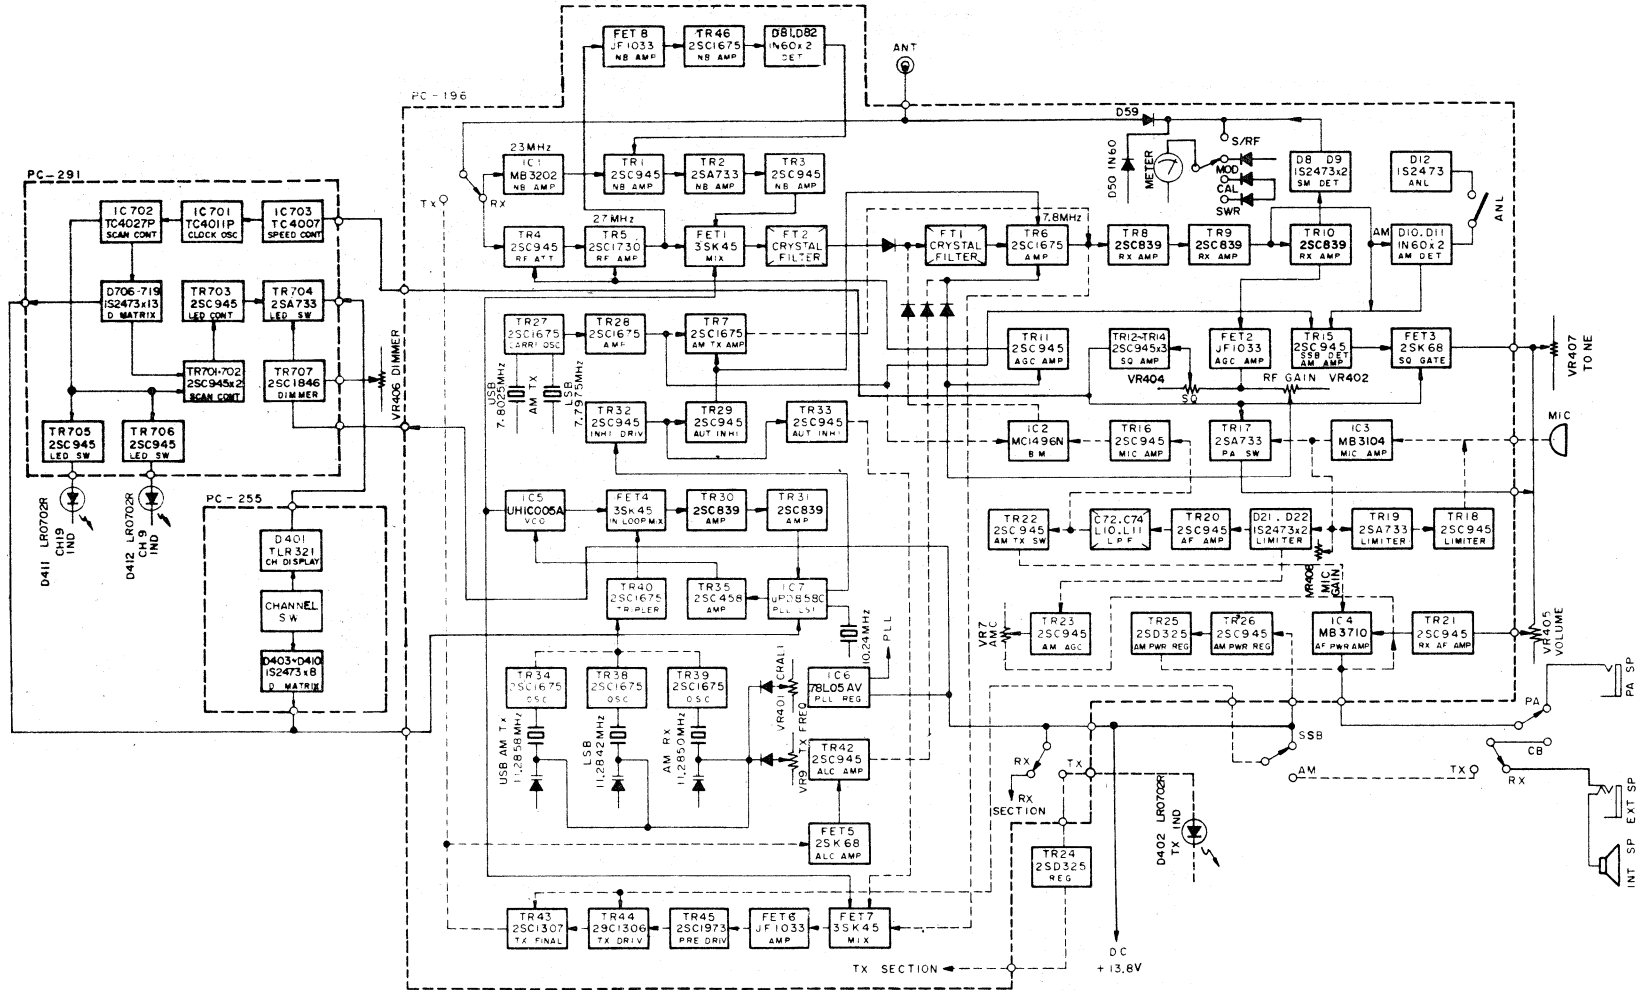 FET 8
JF1033
NB AMP
TR46
2SC1675
NB AMP
D81.D82
IN60x2
DET
ANT
PC-196
D59
23MHz
IC 1
MB3202
NB AMP
TR1
2SC945
NB AMP
TR2
2SA733
NB AMP
TR3
2SC945
NB AMP
D50 IN60
METER
S/RF
MOD
CAL
SWR
D8 D9
IS2473x2
SM DET
D12
IS2473
ANL
ANL
PC-291
IC702
TC4027P
SCAN CONT
IC701
TC4011P
CLOCK OSC
IC703
TC4007
SPEED CONT
TX
RX
27MHz
TR4
2SC945
RF ATT
TR5
2SC1730
RF AMP
FET1
3SK45
MIX
FT2
CRYSTAL
FILTER
FT1
CRYSTAL
FILTER
7.8MHz
TR6
2SC1675
AMP
TR8
2SC839
RX AMP
TR9
2SC839
RX AMP
TR10
2SC839
RX AMP
AM
D10.D11
IN60x2
AM DET
D706-719
IS2473x13
D MATRIX
TR703
2SC945
LED CONT
TR704
2SA733
LED SW
TR27
2SC1675
CARRI OSC
TR28
2SC1675
AMP
TR7
2SC1675
AM TX AMP
TR11
2SC945
AGC AMP
TR12~TR14
2SC945x3
SQ AMP
FET2
JF1033
AGC AMP
TR15
2SC945
SSB DET
AM AMP
FET3
2SK68
SQ GATE
VR407
TONE
TR701·702
2SC945x2
SCAN CONT
TR707
2SC1846
DIMMER
VR406 DIMMER
USB
7.8025MHz
AM TX
LSB
7.7975MHz
VR404
SQ
RF GAIN
VR402
TR705
2SC945
LED SW
TR706
2SC945
LED SW
TR32
2SC945
INHI DRIV
TR29
2SC945
AUT INHI
TR33
2SC945
AUT INHI
IC2
MC1496N
BM
TR16
2SC945
MIC AMP
TR17
2SA733
PA SW
IC3
MB3104
MIC AMP
MIC
D411 LR0702R
CH19
IND
D412 LR0702R
CH 9
IND
PC-255
D401
TLR321
CH DISPLAY
CHANNEL
SW
D403~D410
IS2473x8
D MATRIX
IC5
UHIC005A
VCO
FET4
3SK45
IN LOOP MIX
TR30
2SC839
AMP
TR31
2SC839
AMP
TR22
2SC945
AM TX SW
C72.C74
L10.L11
L.P.F
TR20
2SC945
AF AMP
D21.D22
IS2473x2
LIMITER
TR19
2SA733
LIMITER
TR18
2SC945
LIMITER
VR408
MIC
GAIN
TR40
2SC1675
TRIPLER
TR35
2SC458
AMP
IC7
uPD858C
PLL LSI
10.24MHz
PLL
VR7
AMC
TR23
2SC945
AM AGC
TR25
2SD325
AM PWR REG
TR26
2SC945
AM PWR REG
IC4
MB3710
AF PWR AMP
TR21
2SC945
RX AF AMP
VR405
VOLUME
TR34
2SC1675
OSC
TR38
2SC1675
OSC
TR39
2SC1675
OSC
VR401 CRALI
IC6
78L05AV
PLL REG
USB AM Tx
11.2858MHz
LSB
11.2842MHz
AM Rx
11.2850MHz
VR9 TX FREQ
TR42
2SC945
ALC AMP
FET5
2SK68
ALC AMP
RX
RX
SECTION
TX
SSB
AM
PA
PA SP
CB
TX
RX
EXT SP
INT SP
D402 LR0702R
TX IND
TR24
2SD325
REG
TR43
2SC1307
TX FINAL
TR44
29C1306
TX DRIV
TR45
2SC1973
PRE DRIV
FET6
JF1033
AMP
FET7
3SK45
MIX
TX SECTION
DC
+13.8V